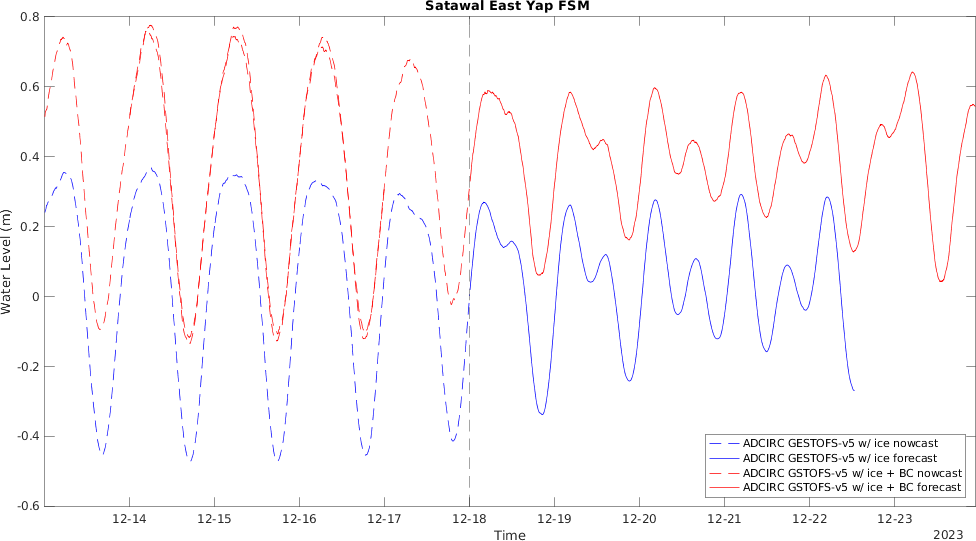 Satawal East Yap FSM
0.8
0.6
0.4
0.2
0
-0.2
-0.4
-0.6
Water Level (m)
ADCIRC GESTOFS-v5 w/ ice nowcast
ADCIRC GESTOFS-v5 w/ ice forecast
ADCIRC GSTOFS-v5 w/ ice + BC nowcast
ADCIRC GSTOFS-v5 w/ ice + BC forecast
12-14 12-15 12-16 12-17 12-18 12-19 12-20 12-21 12-22 12-23
Time
2023